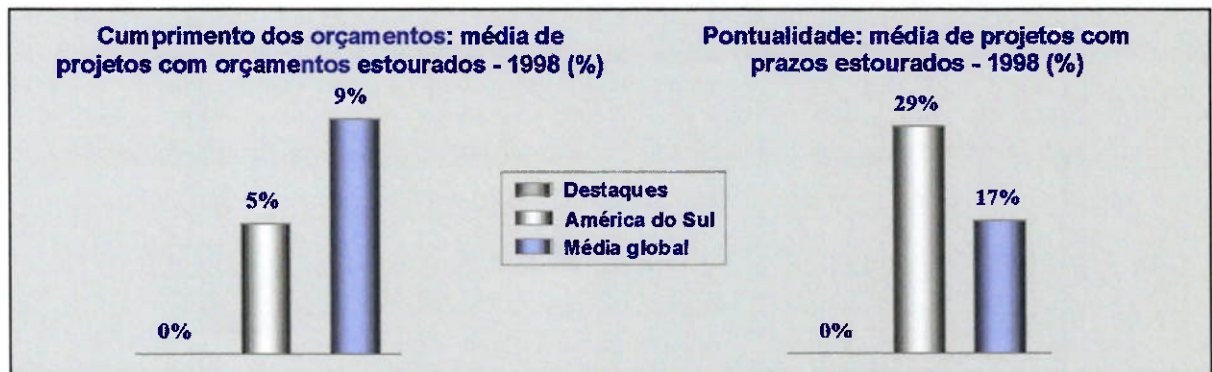 Cumprimento dos orçamentos: média de
projetos com orçamentos estourados - 1998 (%)
9%
5%
0%
Destaques
América do Sul
Média global
Pontualidade: média de projetos com
prazos estourados - 1998 (%)
29%
17%
0%